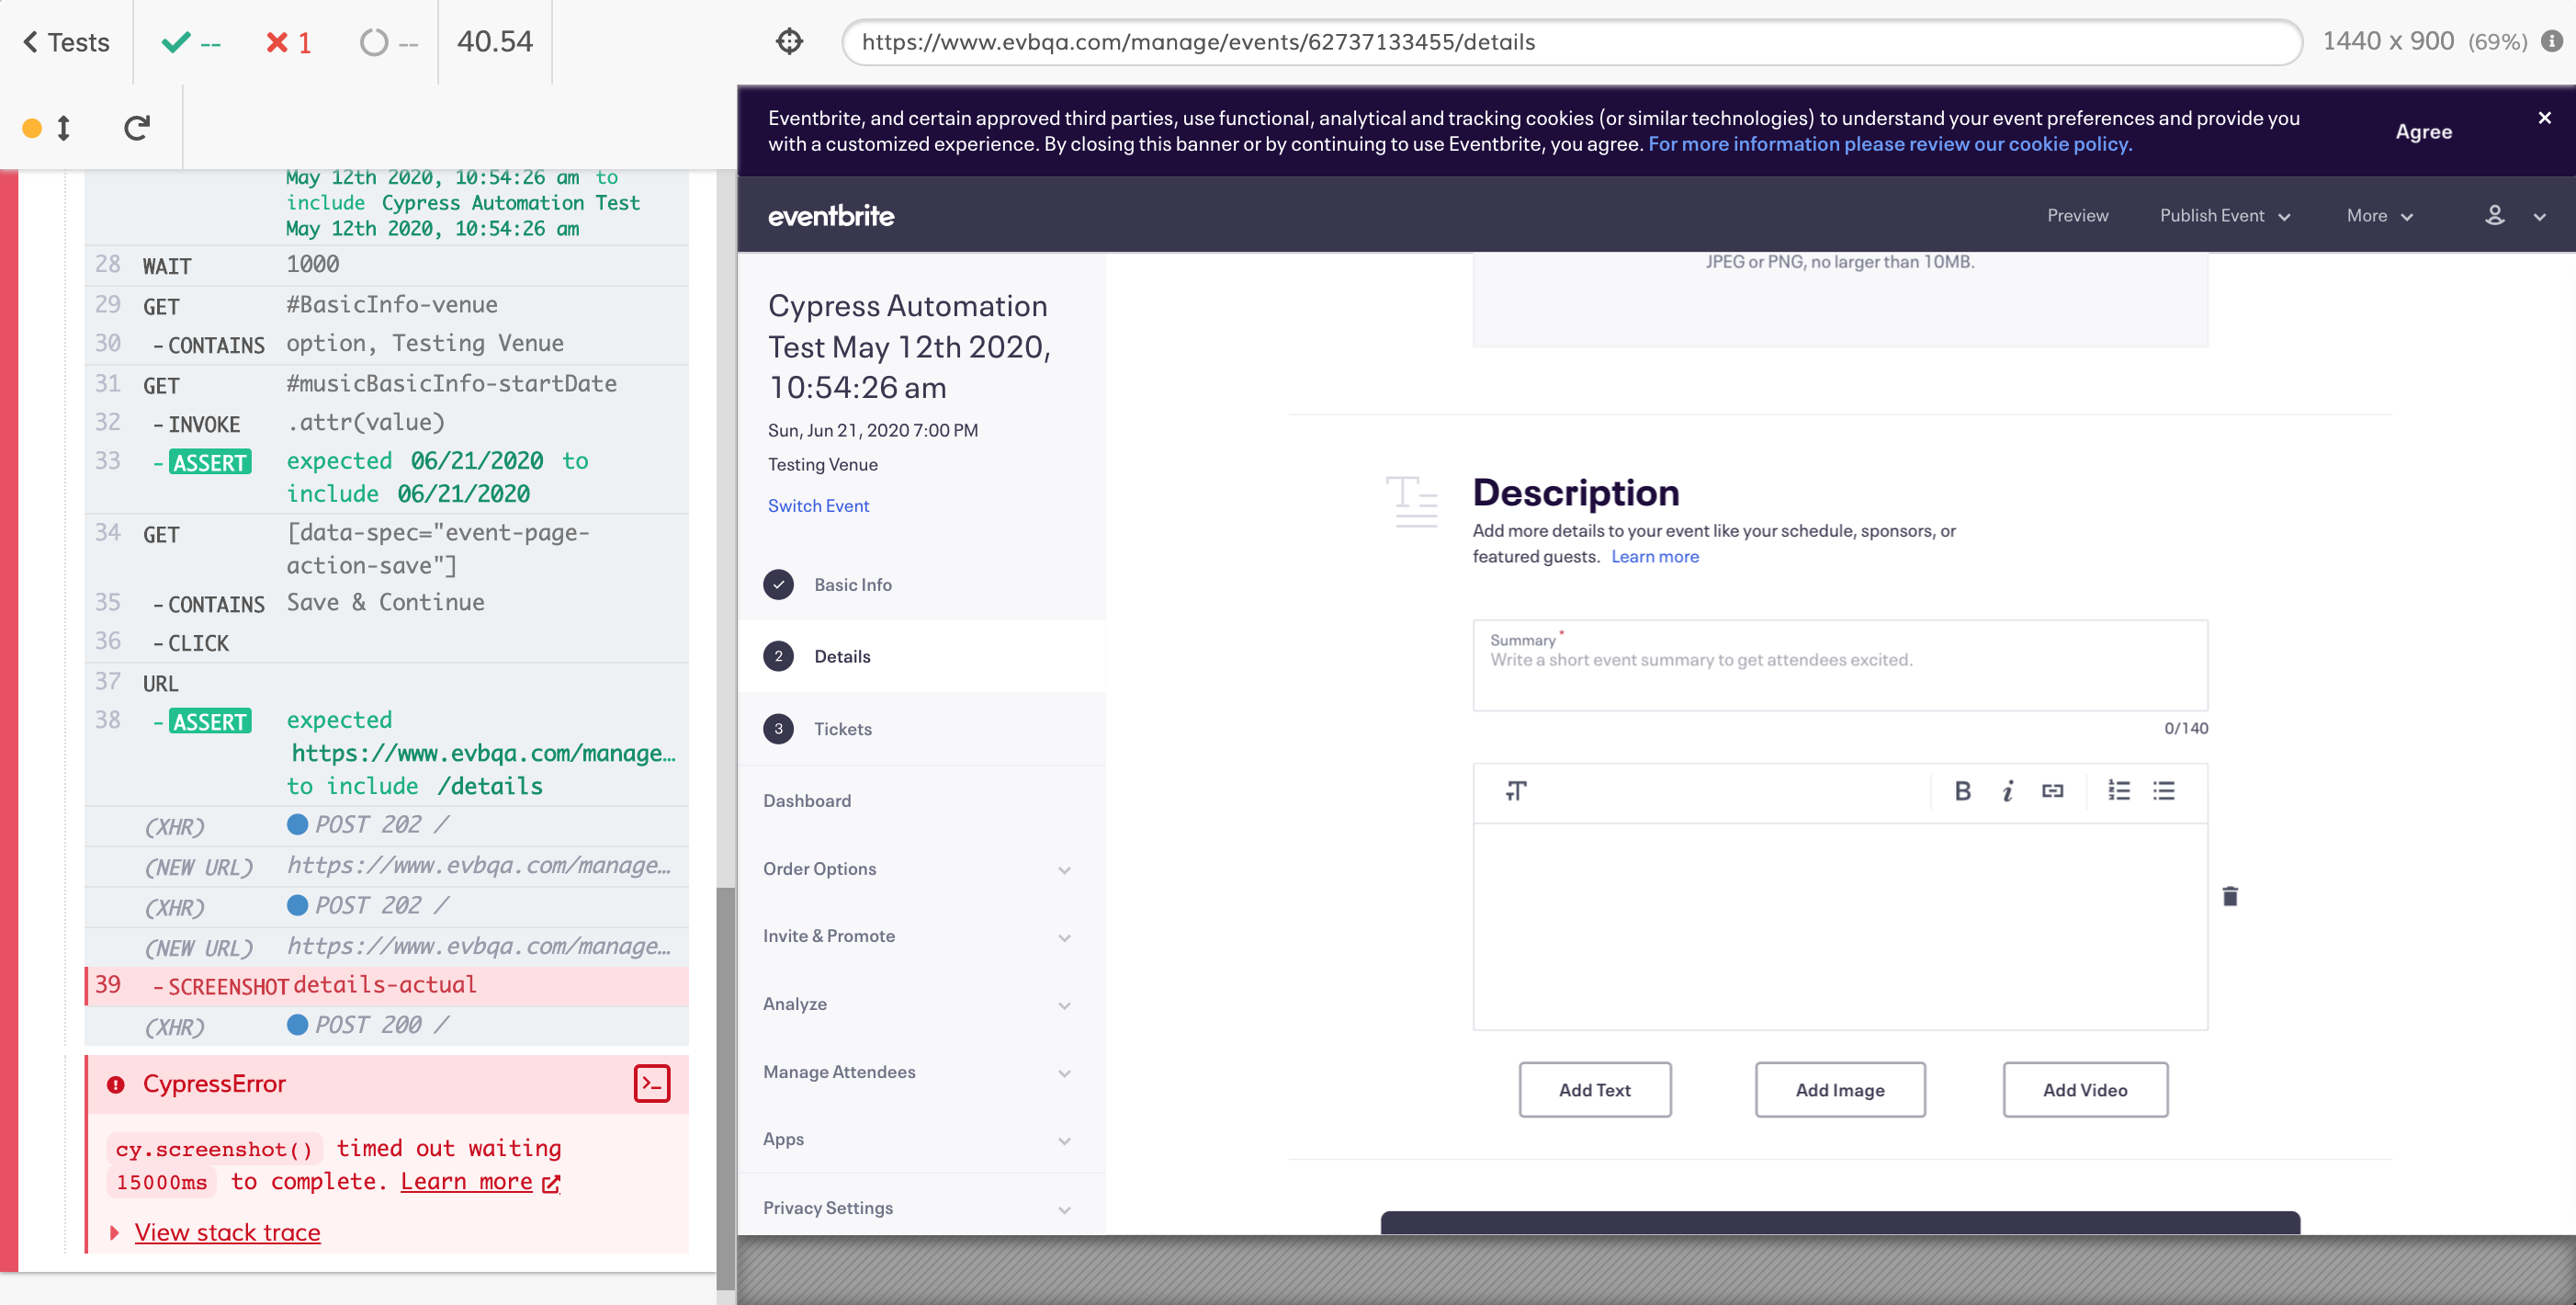 Tests
--
1
--
40.54
https://www.evbqa.com/manage/events/62737133455/details
1440 x 900 (69%)
May 12th 2020, 10:54:26 am to
include Cypress Automation Test
May 12th 2020, 10:54:26 am
28 WAIT 1000
29 GET #BasicInfo-venue
30 -CONTAINS option, Testing Venue
31 GET #musicBasicInfo-startDate
32 -INVOKE .attr(value)
33 -ASSERT expected 06/21/2020 to
include 06/21/2020
34 GET [data-spec="event-page-
action-save"]
35 -CONTAINS Save & Continue
36 -CLICK
37 URL
38 -ASSERT expected
https://www.evbqa.com/manage…
to include /details
(XHR) POST 202 /
(NEW URL) https://www.evbqa.com/manage…
(XHR) POST 202 /
(NEW URL) https://www.evbqa.com/manage…
39 -SCREENSHOT details-actual
(XHR) POST 200 /
CypressError
cy.screenshot() timed out waiting
15000ms to complete. Learn more
View stack trace
Eventbrite, and certain approved third parties, use functional, analytical and tracking cookies (or similar technologies) to understand your event preferences and provide you
with a customized experience. By closing this banner or by continuing to use Eventbrite, you agree. For more information please review our cookie policy.
Agree
eventbrite
Preview
Publish Event
More
Cypress Automation
Test May 12th 2020,
10:54:26 am
Sun, Jun 21, 2020 7:00 PM
Testing Venue
Switch Event
Basic Info
2 Details
3 Tickets
Dashboard
Order Options
Invite & Promote
Analyze
Manage Attendees
Apps
Privacy Settings
JPEG or PNG, no larger than 10MB.
Description
Add more details to your event like your schedule, sponsors, or
featured guests. Learn more
Summary *
Write a short event summary to get attendees excited.
0/140
B i
Add Text
Add Image
Add Video